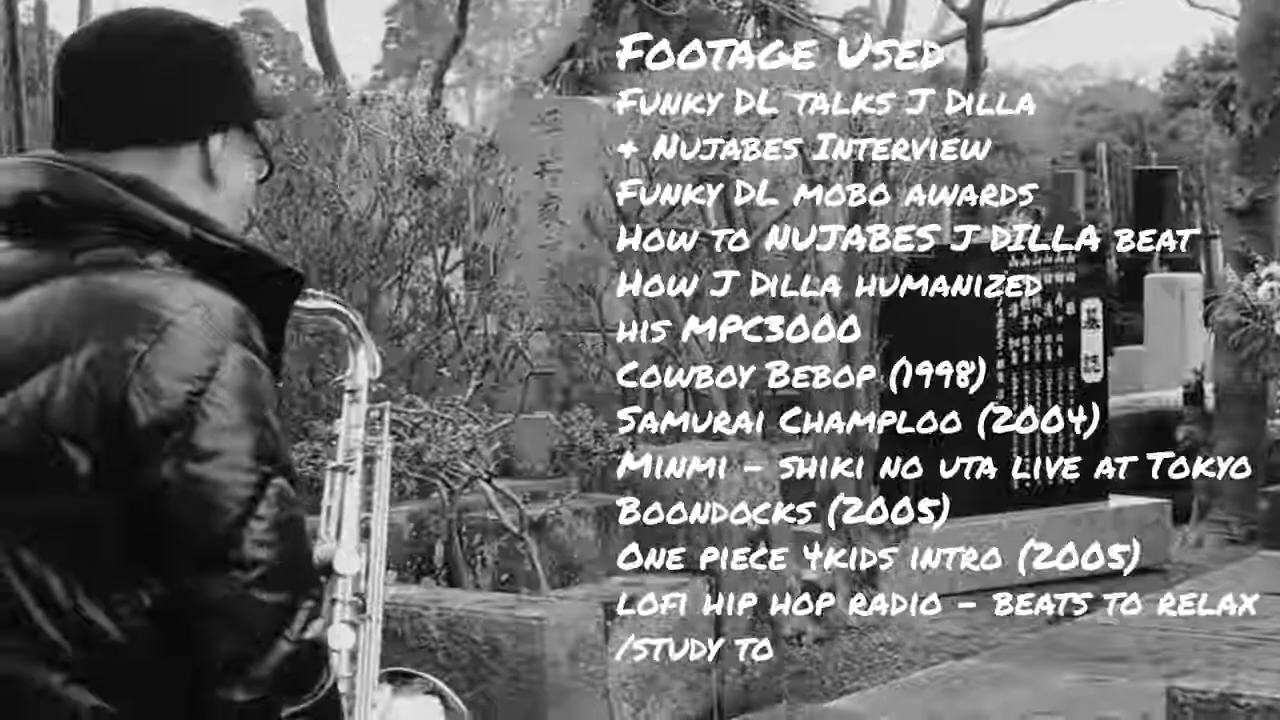 Footage Used
Funky DL talks J Dilla
+ Nujabes Interview
Funky DL mobo awards
How to NUJABES J DILLA beat
How J Dilla humanized
his MPC3000
Cowboy Bebop (1998)
Samurai Champloo (2004)
Minmi - shiki no uta live at Tokyo
Boondocks (2005)
One piece 4kids intro (2005)
lofi hip hop radio - beats to relax
/study to
墓誌